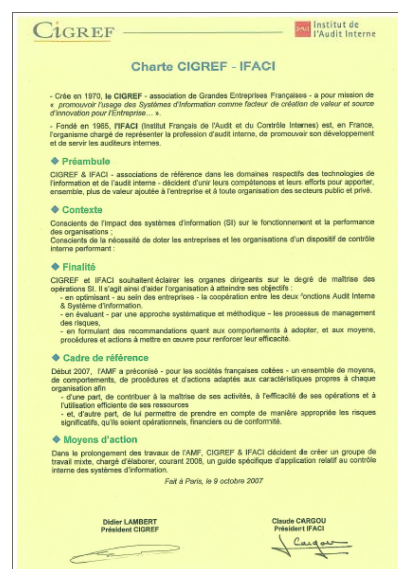 CIGREF
Institut de
l'Audit Interne
Charte CIGREF - IFACI
- Crée en 1970, le CIGREF - association de Grandes Entreprises Françaises - a pour mission de
« promouvoir l'usage des Systèmes d'Information comme facteur de création de valeur et source
d'innovation pour l'Entreprise… ».
- Fondé en 1965, l'IFACI (Institut Français de l'Audit et du Contrôle Internes) est, en France,
l'organisme chargé de représenter la profession d'audit interne, de promouvoir son développement
et de servir les auditeurs internes.
Préambule
CIGREF & IFACI - associations de référence dans les domaines respectifs des technologies de
l'information et de l'audit interne - décident d'unir leurs compétences et leurs efforts pour apporter,
ensemble, plus de valeur ajoutée à l'entreprise et à toute organisation des secteurs public et privé.
Contexte
Conscients de l'impact des systèmes d'information (SI) sur le fonctionnement et la performance
des organisations ;
Conscients de la nécessité de doter les entreprises et les organisations d'un dispositif de contrôle
interne performant :
Finalité
CIGREF et IFACI souhaitent éclairer les organes dirigeants sur le degré de maîtrise des
opérations SI. Il s'agit ainsi d'aider l'organisation à atteindre ses objectifs :
- en optimisant - au sein des entreprises - la coopération entre les deux fonctions Audit Interne
& Système d'information.
- en évaluant - par une approche systématique et méthodique - les processus de management
des risques,
- en formulant des recommandations quant aux comportements à adopter, et aux moyens,
procédures et actions à mettre en œuvre pour renforcer leur efficacité.
Cadre de référence
Début 2007, l'AMF a préconisé - pour les sociétés françaises cotées - un ensemble de moyens,
de comportements, de procédures et d'actions adaptés aux caractéristiques propres à chaque
organisation afin
- d'une part, de contribuer à la maîtrise de ses activités, à l'efficacité de ses opérations et à
l'utilisation efficiente de ses ressources
- et, d'autre part, de lui permettre de prendre en compte de manière appropriée les risques
significatifs, qu'ils soient opérationnels, financiers ou de conformité.
Moyens d'action
Dans le prolongement des travaux de l'AMF, CIGREF & IFACI décident de créer un groupe de
travail mixte, chargé d'élaborer, courant 2008, un guide spécifique d'application relatif au contrôle
interne des systèmes d'information.
Fait à Paris, le 9 octobre 2007
Didier LAMBERT
Président CIGREF
Claude CARGOU
Président IFACI